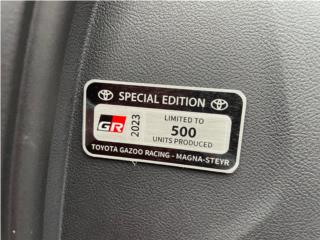 SPECIAL EDITION
GR
2023
LIMITED TO
500
UNITS PRODUCED
TOYOTA GAZOO RACING - MAGNA-STEYR